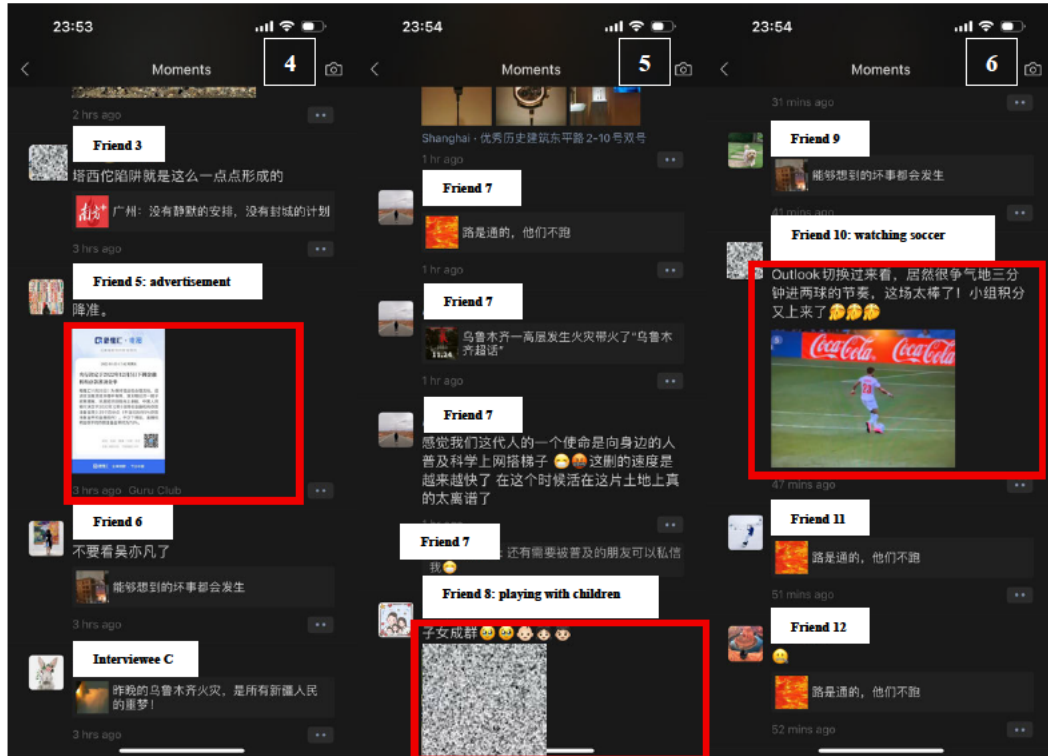 23:53
4
Moments
2 hrs ago
Friend 3
塔西佗陷阱就是这么一点点形成的
南方+
广州：没有静默的安排，没有封城的计划
3 hrs ago
Friend 5: advertisement
降准。
3 hrs ago Guru Club
Friend 6
不要看吴亦凡了
能够想到的坏事都会发生
3 hrs ago
Interviewee C
昨晚的乌鲁木齐火灾，是所有新疆人民
的重梦！
3 hrs ago
23:54
5
Moments
Shanghai · 优秀历史建筑东平路2-10号双号
1 hr ago
Friend 7
路是通的，他们不跑
1 hr ago
Friend 7
11:24
乌鲁木齐一高层发生火灾带火了“乌鲁木
齐超话”
1 hr ago
Friend 7
感觉我们这代人的一个使命是向身边的人
普及科学上网搭梯子 这删的速度是
越来越快了 在这个时候活在这片土地上真
的太离谱了
Friend 7
：还有需要被普及的朋友可以私信
我
Friend 8: playing with children
子女成群
23:54
6
Moments
31 mins ago
Friend 9
能够想到的坏事都会发生
41 mins ago
Friend 10: watching soccer
Outlook切换过来看，居然很争气地三分
钟进两球的节奏，这场太棒了！小组积分
又上来了
Coca-Cola Coca-Cola
23
47 mins ago
Friend 11
路是通的，他们不跑
51 mins ago
Friend 12
路是通的，他们不跑
52 mins ago